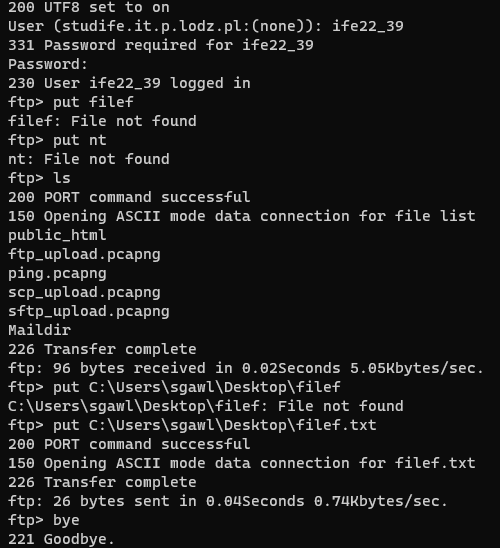 200 UTF8 set to on
User (studife.it.p.lodz.pl:(none)): ife22_39
331 Password required for ife22_39
Password:
230 User ife22_39 logged in
ftp> put filef
filef: File not found
ftp> put nt
nt: File not found
ftp> ls
200 PORT command successful
150 Opening ASCII mode data connection for file list
public_html
ftp_upload.pcapng
ping.pcapng
scp_upload.pcapng
sftp_upload.pcapng
Maildir
226 Transfer complete
ftp: 96 bytes received in 0.02Seconds 5.05Kbytes/sec.
ftp> put C:\Users\sgawl\Desktop\filef
C:\Users\sgawl\Desktop\filef: File not found
ftp> put C:\Users\sgawl\Desktop\filef.txt
200 PORT command successful
150 Opening ASCII mode data connection for filef.txt
226 Transfer complete
ftp: 26 bytes sent in 0.04Seconds 0.74Kbytes/sec.
ftp> bye
221 Goodbye.